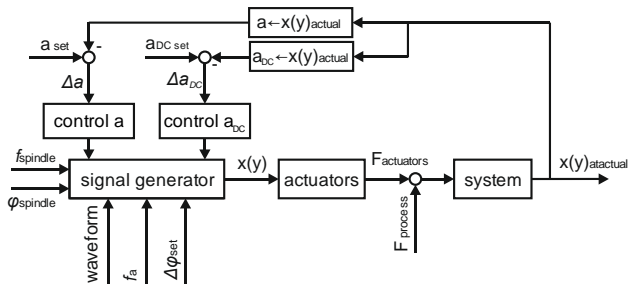 a←x(y)actual
a set
-
aDC set
-
aDC←x(y)actual
Δa
ΔaDC
control a
control aDC
fspindle
φspindle
signal generator
x(y)
actuators
Factuators
system
x(y)atactual
waveform
fa
Δφset
Fprocess